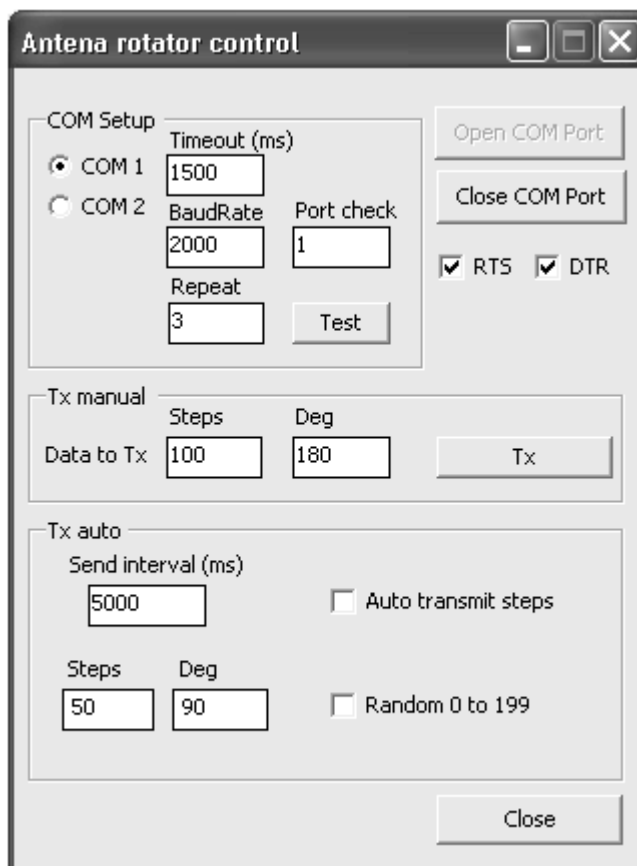 Antena rotator control
COM Setup
Timeout (ms)
COM 1
1500
COM 2
BaudRate
Port check
2000
1
Repeat
3
Test
Open COM Port
Close COM Port
RTS
DTR
Tx manual
Steps
Deg
Data to Tx
100
180
Tx
Tx auto
Send interval (ms)
5000
Auto transmit steps
Steps
Deg
50
90
Random 0 to 199
Close